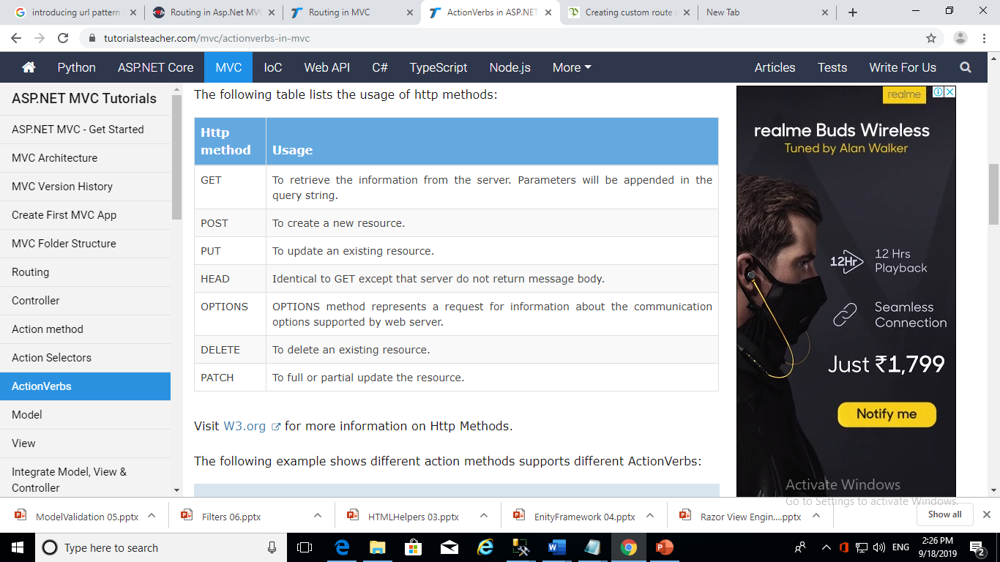 introducing url pattern
Routing in Asp.Net MVC
Routing in MVC
ActionVerbs in ASP.NET
Creating custom route
New Tab
tutorialsteacher.com/mvc/actionverbs-in-mvc
Python
ASP.NET Core
MVC
IoC
Web API
C#
TypeScript
Node.js
More
Articles
Tests
Write For Us
ASP.NET MVC Tutorials
ASP.NET MVC - Get Started
MVC Architecture
MVC Version History
Create First MVC App
MVC Folder Structure
Routing
Controller
Action method
Action Selectors
ActionVerbs
Model
View
Integrate Model, View &
Controller
The following table lists the usage of http methods:
Http
method
Usage
GET
To retrieve the information from the server. Parameters will be appended in the
query string.
POST
To create a new resource.
PUT
To update an existing resource.
HEAD
Identical to GET except that server do not return message body.
OPTIONS
OPTIONS method represents a request for information about the communication
options supported by web server.
DELETE
To delete an existing resource.
PATCH
To full or partial update the resource.
Visit W3.org for more information on Http Methods.
The following example shows different action methods supports different ActionVerbs:
realme
realme Buds Wireless
Tuned by Alan Walker
12Hr
12 Hrs
Playback
Seamless
Connection
Just ₹1,799
Notify me
Activate Windows
Go to Settings to activate Windows.
ModelValidation 05.pptx
Filters 06.pptx
HTMLHelpers 03.pptx
EnityFramework 04.pptx
Razor View Engin....pptx
Show all
Type here to search
ENG
2:26 PM
9/18/2019
2